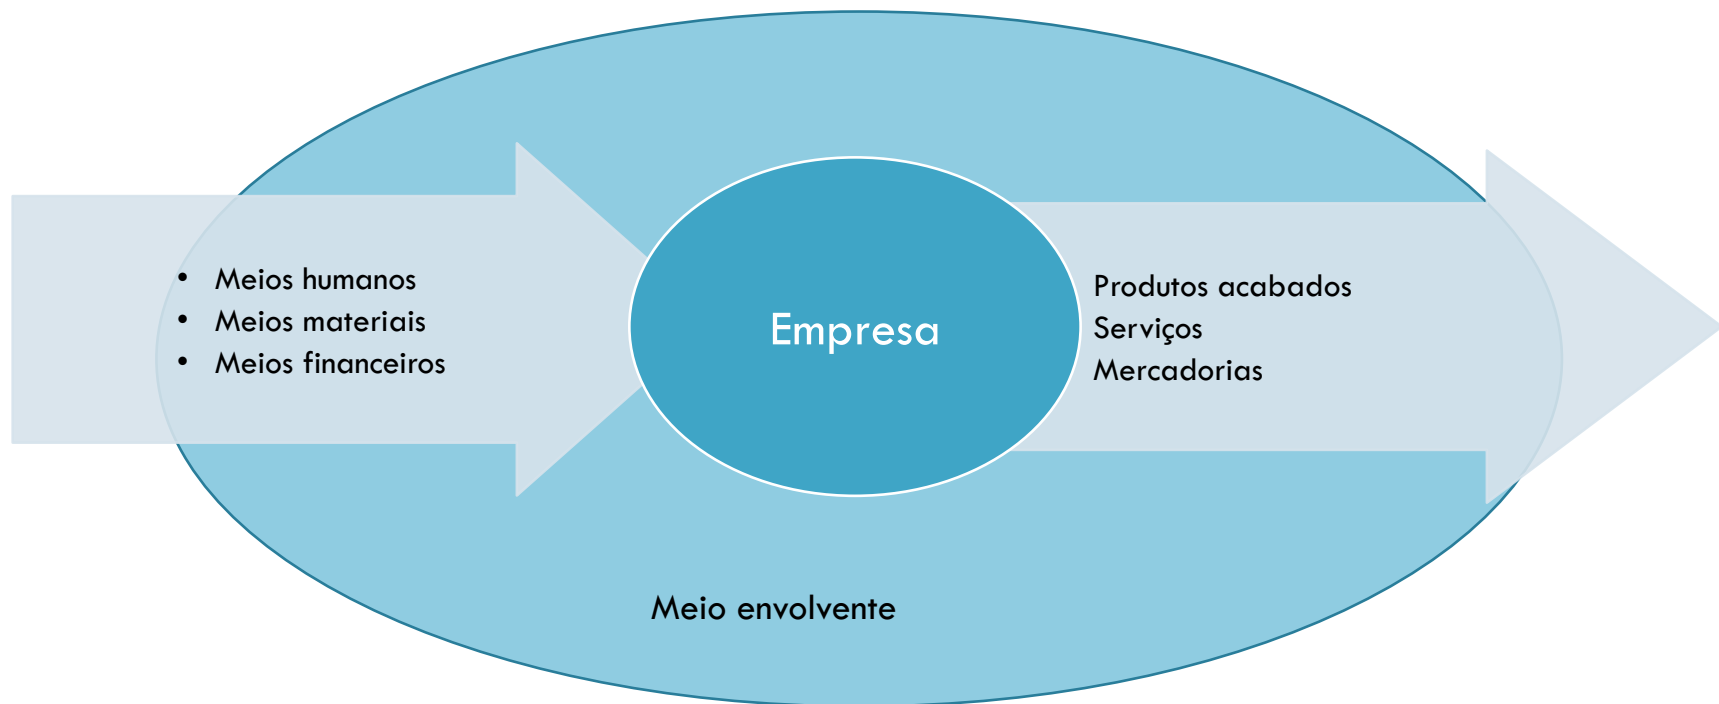 • Meios humanos
• Meios materiais
• Meios financeiros
Empresa
Produtos acabados
Serviços
Mercadorias
Meio envolvente